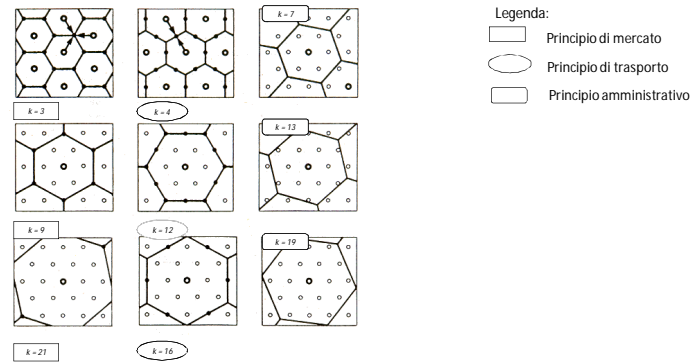 Legenda:
Principio di mercato
Principio di trasporto
Principio amministrativo
k = 7
k = 3
k = 4
k = 13
k = 9
k = 12
k = 19
k = 21
k = 16